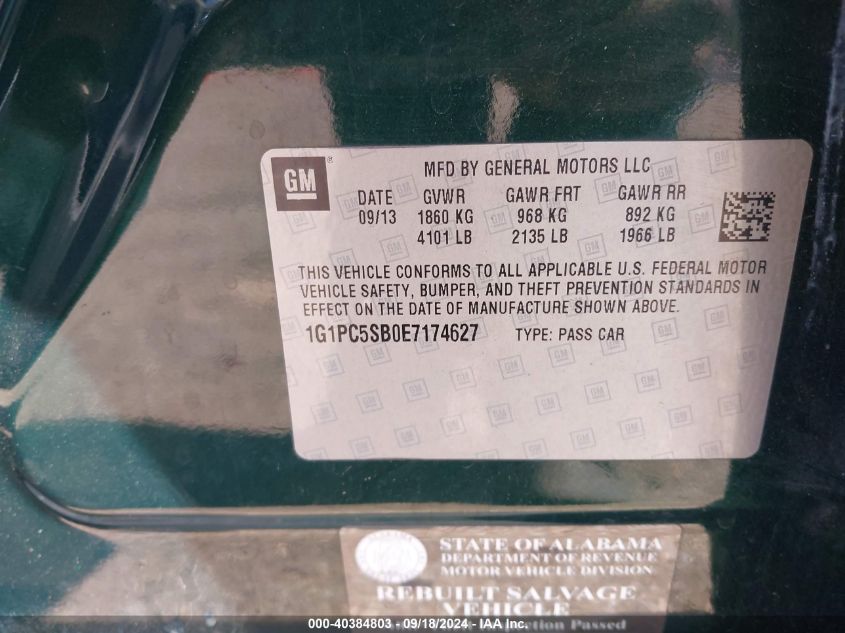 GM
MFD BY GENERAL MOTORS LLC
DATE GVWR GAWR FRT GAWR RR
09/13 1860 KG 968 KG 892 KG
4101 LB 2135 LB 1966 LB
THIS VEHICLE CONFORMS TO ALL APPLICABLE U.S. FEDERAL MOTOR
VEHICLE SAFETY, BUMPER, AND THEFT PREVENTION STANDARDS IN
EFFECT ON THE DATE OF MANUFACTURE SHOWN ABOVE.
1G1PC5SB0E7174627 TYPE: PASS CAR
STATE OF ALABAMA
DEPARTMENT OF REVENUE
MOTOR VEHICLE DIVISION
REBUILT SALVAGE
VEHICLE
Inspection Passed
000-40384803 - 09/18/2024 - IAA Inc.